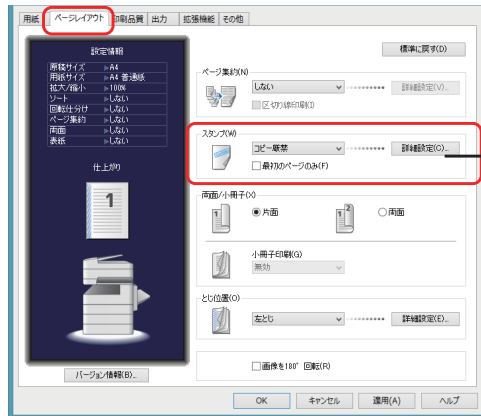 用紙 ページレイアウト 印刷品質 出力 拡張機能 その他
設定情報
原稿サイズ ▹A4
用紙サイズ ▹A4 普通紙
拡大/縮小 ▹100%
ソート ▹しない
回転仕分け ▹しない
ページ集約 ▹しない
両面 ▹しない
表紙 ▹しない
仕上がり
1
バージョン情報(B)...
標準に戻す(D)
ページ集約(N)
しない 詳細設定(V)...
区切り線印刷(I)
スタンプ(W)
コピー厳禁 詳細設定(C)...
最初のページのみ(F)
両面/小冊子(X)
1 片面 1 2 両面
小冊子印刷(G)
無効
とじ位置(O)
左とじ 詳細設定(E)...
画像を180° 回転(R)
OK キャンセル 適用(A) ヘルプ